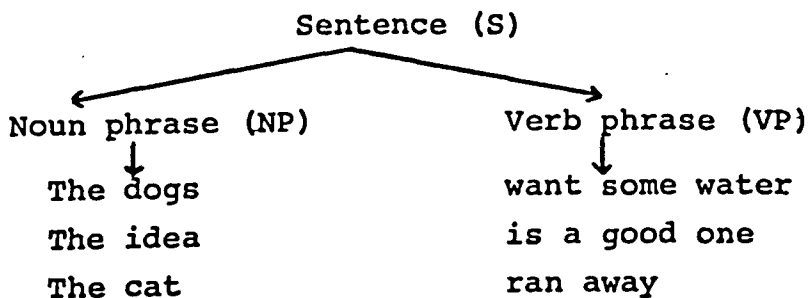 Sentence (S)
Noun phrase (NP) Verb phrase (VP)
The dogs want some water
The idea is a good one
The cat ran away